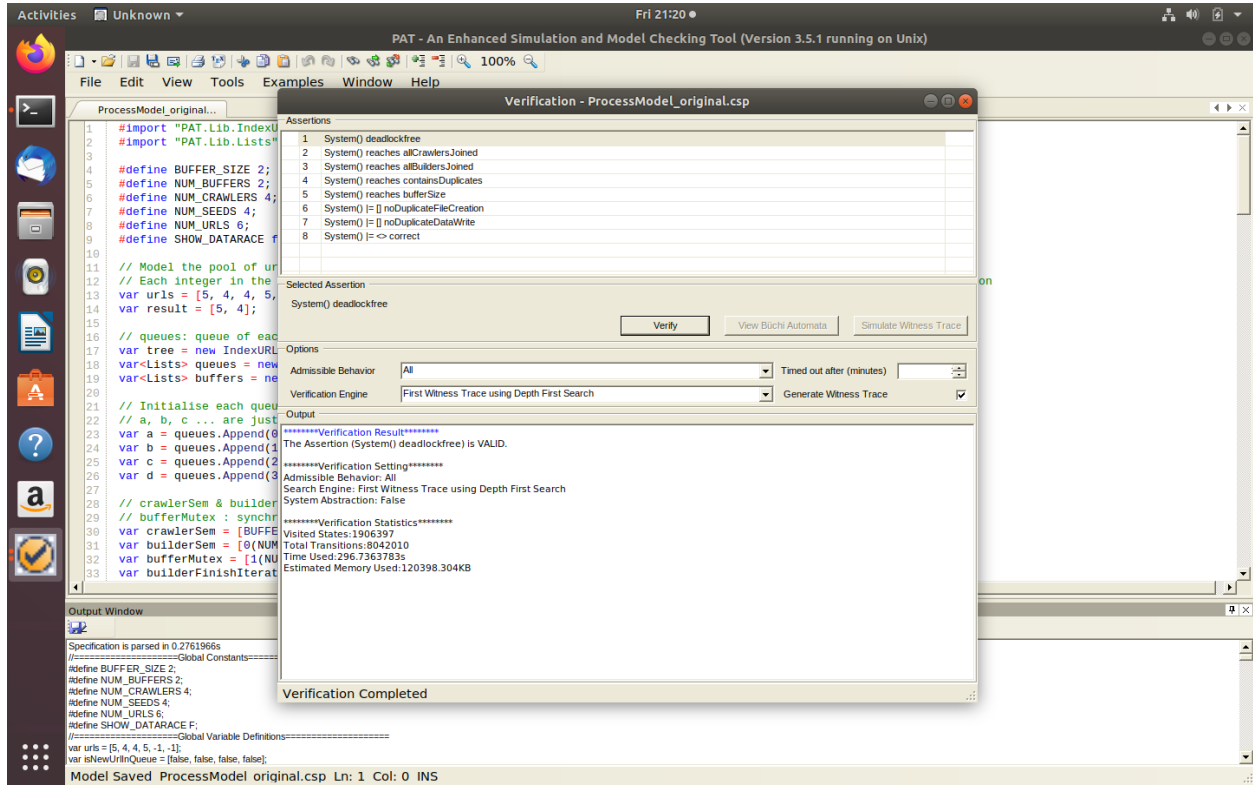 Activities Unknown Fri 21:20
PAT - An Enhanced Simulation and Model Checking Tool (Version 3.5.1 running on Unix)
100%
File Edit View Tools Examples Window Help
ProcessModel_original...
1 #import "PAT.Lib.IndexU
2 #import "PAT.Lib.Lists"
3
4 #define BUFFER_SIZE 2;
5 #define NUM_BUFFERS 2;
6 #define NUM_CRAWLERS 4;
7 #define NUM_SEEDS 4;
8 #define NUM_URLS 6;
9 #define SHOW_DATARACE f
10
11 // Model the pool of ur
12 // Each integer in the
on
13 var urls = [5, 4, 4, 5,
14 var result = [5, 4];
15
16 // queues: queue of eac
17 var tree = new IndexURL
18 var<Lists> queues = new
19 var<Lists> buffers = ne
20
21 // Initialise each queu
22 // a, b, c ... are just
23 var a = queues.Append(0
24 var b = queues.Append(1
25 var c = queues.Append(2
26 var d = queues.Append(3
27
28 // crawlerSem & builder
29 // bufferMutex : synchr
30 var crawlerSem = [BUFFE
31 var builderSem = [0(NUM
32 var bufferMutex = [1(NU
33 var builderFinishIterat
Verification - ProcessModel_original.csp
Assertions
1 System() deadlockfree
2 System() reaches allCrawlersJoined
3 System() reaches allBuildersJoined
4 System() reaches containsDuplicates
5 System() reaches bufferSize
6 System() |= [] noDuplicateFileCreation
7 System() |= [] noDuplicateDataWrite
8 System() |= <> correct
Selected Assertion
System() deadlockfree
Verify View Büchi Automata Simulate Witness Trace
Options
Admissible Behavior All Timed out after (minutes)
Verification Engine First Witness Trace using Depth First Search Generate Witness Trace
Output
********Verification Result********
The Assertion (System() deadlockfree) is VALID.
********Verification Setting********
Admissible Behavior: All
Search Engine: First Witness Trace using Depth First Search
System Abstraction: False
********Verification Statistics********
Visited States:1906397
Total Transitions:8042010
Time Used:296.7363783s
Estimated Memory Used:120398.304KB
Verification Completed
Output Window
Specification is parsed in 0.2761966s
//====================Global Constants======
#define BUFFER_SIZE 2;
#define NUM_BUFFERS 2;
#define NUM_CRAWLERS 4;
#define NUM_SEEDS 4;
#define NUM_URLS 6;
#define SHOW_DATARACE F;
//====================Global Variable Definitions====================
var urls = [5, 4, 4, 5, -1, -1];
var isNewUrlInQueue = [false, false, false, false];
Model Saved ProcessModel_original.csp Ln: 1 Col: 0 INS